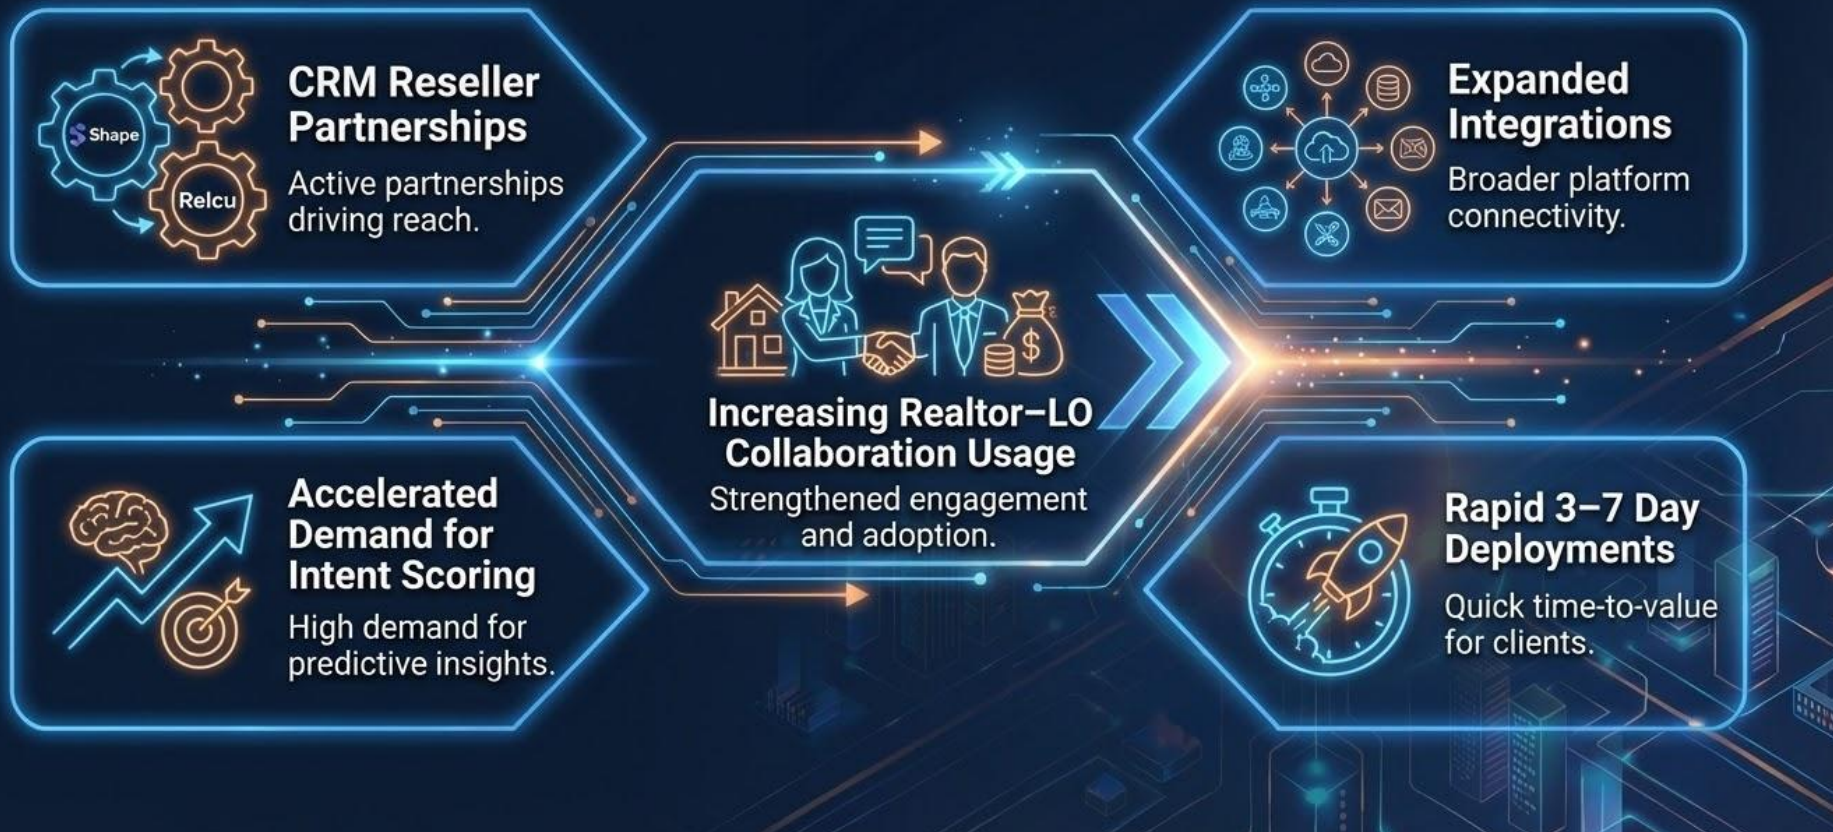 Shape
Relcu
CRM Reseller
Partnerships
Active partnerships
driving reach.
Expanded
Integrations
Broader platform
connectivity.
$
Increasing Realtor–LO
Collaboration Usage
Strengthened engagement
and adoption.
Accelerated
Demand for
Intent Scoring
High demand for
predictive insights.
Rapid 3–7 Day
Deployments
Quick time-to-value
for clients.